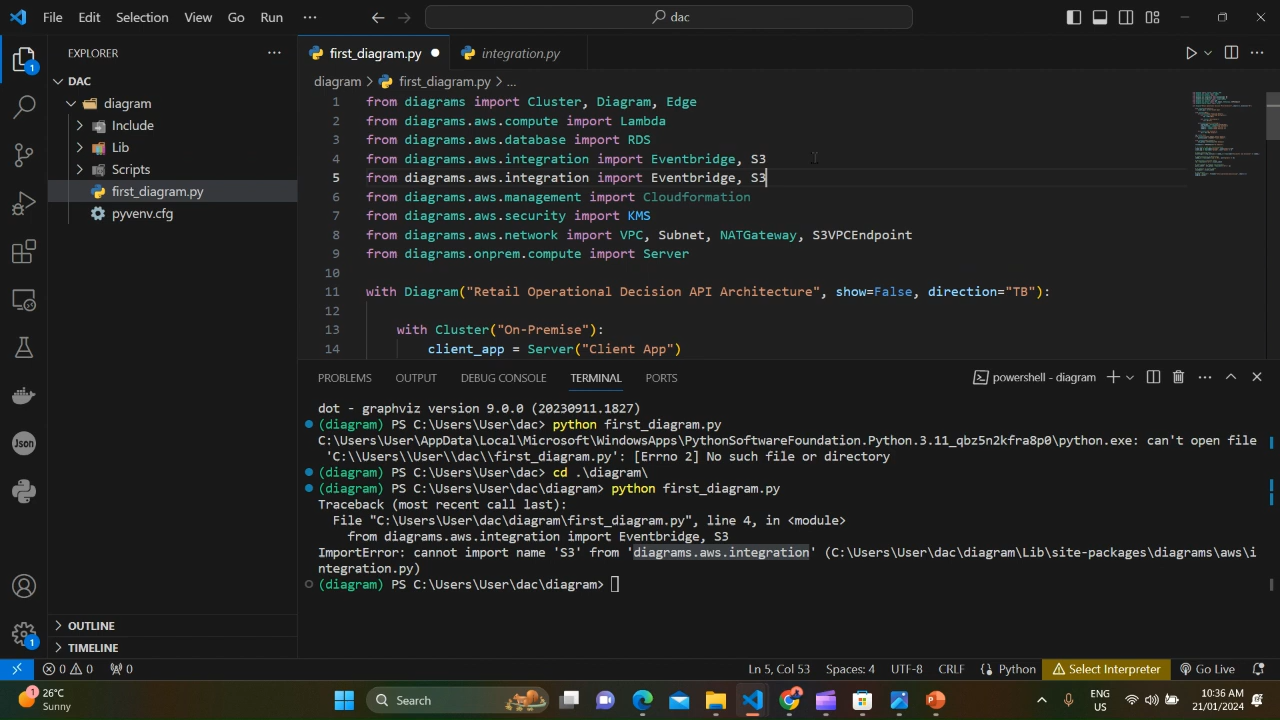 File Edit Selection View Go Run ··· dac
EXPLORER
first_diagram.py
integration.py
DAC
diagram
Include
Lib
Scripts
first_diagram.py
pyvenv.cfg
OUTLINE
TIMELINE
diagram > first_diagram.py > ...
1 from diagrams import Cluster, Diagram, Edge
2 from diagrams.aws.compute import Lambda
3 from diagrams.aws.database import RDS
4 from diagrams.aws.integration import Eventbridge, S3
5 from diagrams.aws.integration import Eventbridge, S3
6 from diagrams.aws.management import Cloudformation
7 from diagrams.aws.security import KMS
8 from diagrams.aws.network import VPC, Subnet, NATGateway, S3VPCEndpoint
9 from diagrams.onprem.compute import Server
10
11 with Diagram("Retail Operational Decision API Architecture", show=False, direction="TB"):
12
13 with Cluster("On-Premise"):
14 client_app = Server("Client App")
PROBLEMS OUTPUT DEBUG CONSOLE TERMINAL PORTS
powershell - diagram
dot - graphviz version 9.0.0 (20230911.1827)
(diagram) PS C:\Users\User\dac> python first_diagram.py
C:\Users\User\AppData\Local\Microsoft\WindowsApps\PythonSoftwareFoundation.Python.3.11_qbz5n2kfra8p0\python.exe: can't open file
'C:\\Users\\User\\dac\\first_diagram.py': [Errno 2] No such file or directory
(diagram) PS C:\Users\User\dac> cd .\diagram\
(diagram) PS C:\Users\User\dac\diagram> python first_diagram.py
Traceback (most recent call last):
File "C:\Users\User\dac\diagram\first_diagram.py", line 4, in <module>
from diagrams.aws.integration import Eventbridge, S3
ImportError: cannot import name 'S3' from 'diagrams.aws.integration' (C:\Users\User\dac\diagram\Lib\site-packages\diagrams\aws\i
ntegration.py)
(diagram) PS C:\Users\User\dac\diagram>
1
Json
1
0 0 0 Ln 5, Col 53 Spaces: 4 UTF-8 CRLF Python Select Interpreter Go Live
1
26°C
Sunny
Search
ENG
US
10:36 AM
21/01/2024